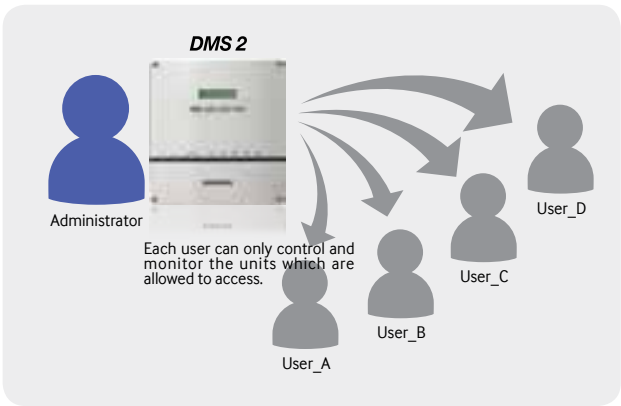 DMS 2
Administrator
Each user can only control and
monitor the units which are
allowed to access.
User_A
User_B
User_C
User_D